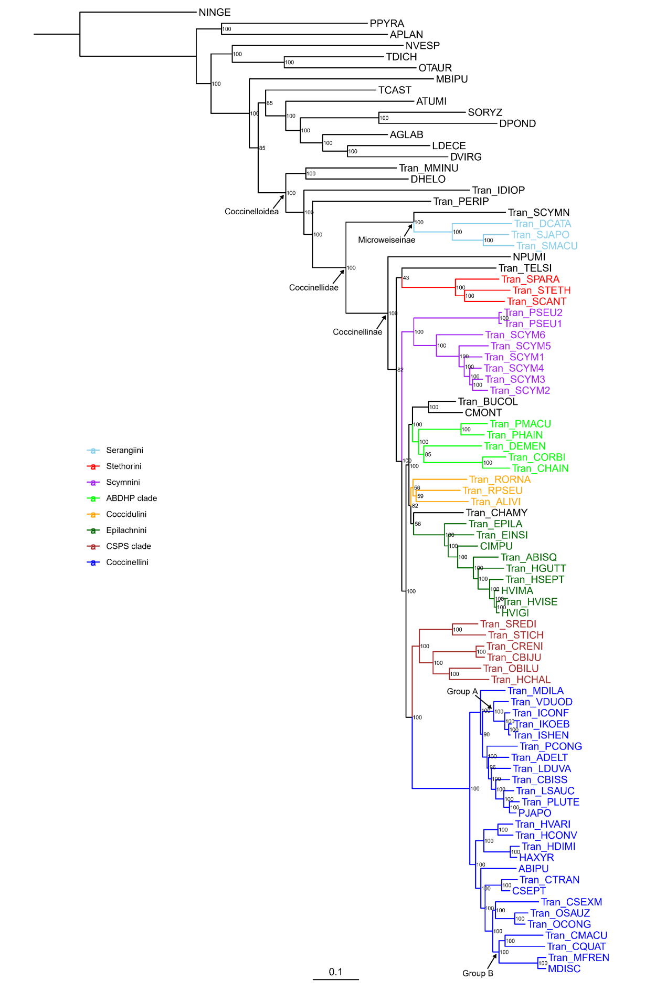 NINGE
PPYRA
100
APLAN
NVESP
100
TDICH
100
OTAUR
100
MBIPU
TCAST
85
ATUMI
100
100
SORYZ
100
DPOND
100
AGLAB
100
LDECE
85
100
DVIRG
Tran_MMINU
100
DHELO
Tran_IDIOP
100
Tran_PERIP
Coccinelloidea
100
Tran_SCYMN
100
Tran_DCATA
100
Tran_SJAPO
100
Microweiseinae
100
Tran_SMACU
NPUMI
100
Tran_TELSI
43
Tran_SPARA
Coccinellidae
100
Tran_STETH
100
Tran_SCANT
Tran_PSEU2
100
100
Tran_PSEU1
Coccinellinae
100
Tran_SCYM6
100
Tran_SCYM5
100
Tran_SCYM1
100
Tran_SCYM4
82
100
Tran_SCYM3
100
Tran_SCYM2
Tran_BUCOL
100
CMONT
100
Tran_PMACU
100
Tran_PHAIN
100
Tran_DEMEN
a Serangiini
85
Tran_CORBI
100
100
100
a Stethorini
Tran_CHAIN
Tran_RORNA
a Scymnini
56
Tran_RPSEU
59
a ABDHP clade
Tran_ALIVI
82
a Coccidulini
Tran_CHAMY
56
Tran_EPILA
a Epilachnini
100
Tran_EINSI
a CSPS clade
100
CIMPU
100
Tran_ABISQ
a Coccinellini
100
Tran_HGUTT
100
Tran_HSEPT
100
100
HVIMA
100
Tran_HVISE
100
HVIGI
Tran_SREDI
100
Tran_STICH
100
Tran_CRENI
100
Tran_CBIJU
100
Tran_OBILU
100
Tran_HCHAL
Group A
Tran_MDILA
Tran_VDUOD
100
100
Tran_ICONF
100
100
Tran_IKOEB
100
90
Tran_ISHEN
Tran_PCONG
100
Tran_ADELT
96
Tran_LDUVA
100
Tran_CBISS
100
100
Tran_LSAUC
100
Tran_PLUTE
100
PJAPO
Tran_HVARI
100
Tran_HCONV
100
Tran_HDIMI
100
HAXYR
100
ABIPU
Tran_CTRAN
100
100
CSEPT
Tran_CSEXM
100
100
Tran_OSAUZ
100
Tran_OCONG
100
Tran_CMACU
100
Tran_CQUAT
100
Tran_MFREN
100
MDISC
Group B
0.1